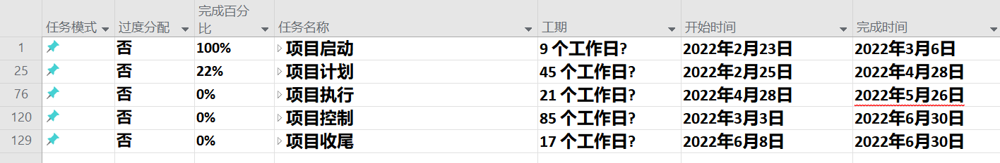 任务模式 过度分配 完成百分比 任务名称 工期 开始时间 完成时间
1 否 100% 项目启动 9 个工作日? 2022年2月23日 2022年3月6日
25 否 22% 项目计划 45 个工作日? 2022年2月25日 2022年4月28日
76 否 0% 项目执行 21 个工作日? 2022年4月28日 2022年5月26日
120 否 0% 项目控制 85 个工作日? 2022年3月3日 2022年6月30日
129 否 0% 项目收尾 17 个工作日? 2022年6月8日 2022年6月30日